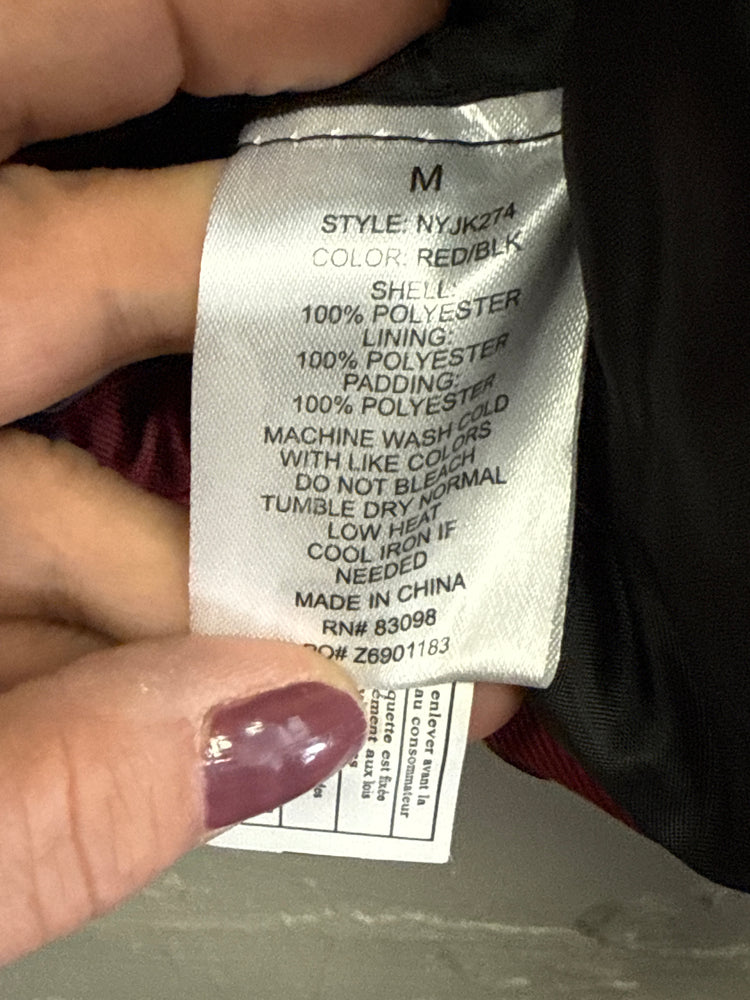 M
STYLE: NYJK274
COLOR: RED/BLK
SHELL:
100% POLYESTER
LINING:
100% POLYESTER
PADDING:
100% POLYESTER
MACHINE WASH COLD
WITH LIKE COLORS
DO NOT BLEACH
TUMBLE DRY NORMAL
LOW HEAT
COOL IRON IF
NEEDED
MADE IN CHINA
RN# 83098
PO# Z6901183
enlever avant la
au consommateur
quette est fixée
ément aux lois